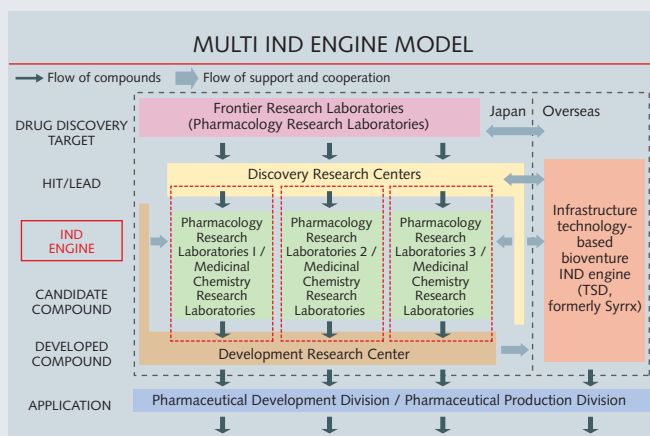 MULTI IND ENGINE MODEL
Flow of compounds
Flow of support and cooperation
DRUG DISCOVERY
TARGET
Frontier Research Laboratories
(Pharmacology Research Laboratories)
Japan
Overseas
HIT/LEAD
Discovery Research Centers
IND
ENGINE
Pharmacology
Research
Laboratories I /
Medicinal
Chemistry
Research
Laboratories
Pharmacology
Research
Laboratories 2 /
Medicinal
Chemistry
Research
Laboratories
Pharmacology
Research
Laboratories 3 /
Medicinal
Chemistry
Research
Laboratories
Infrastructure
technology-
based
bioventure
IND engine
(TSD,
formerly Syrrx)
CANDIDATE
COMPOUND
DEVELOPED
COMPOUND
Development Research Center
APPLICATION
Pharmaceutical Development Division / Pharmaceutical Production Division